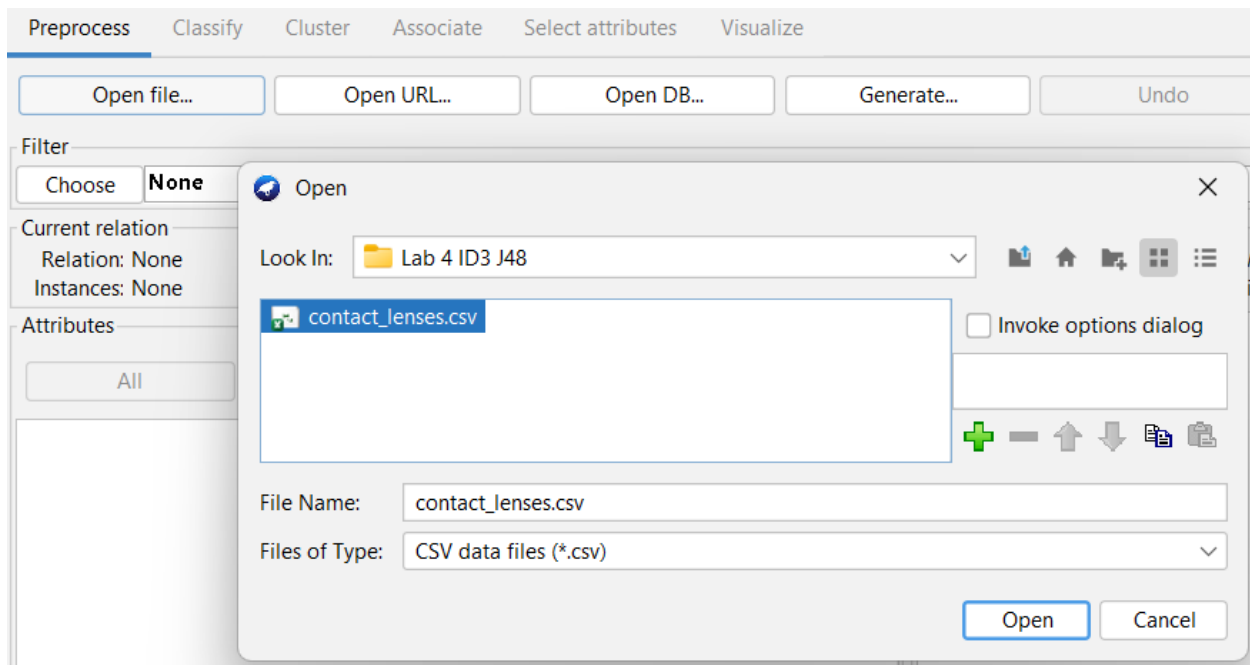 Preprocess Classify Cluster Associate Select attributes Visualize
Open file... Open URL... Open DB... Generate... Undo
Filter
Choose None
Open
Current relation
Relation: None
Instances: None
Look In: Lab 4 ID3 J48
contact_lenses.csv
Invoke options dialog
Attributes
All
File Name: contact_lenses.csv
Files of Type: CSV data files (*.csv)
Open Cancel